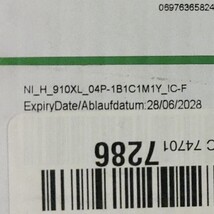 06976365824
NI_H_910XL_04P-1B1C1M1Y_IC-F
ExpiryDate/Ablaufdatum:28/06/2028
C 74701
7286